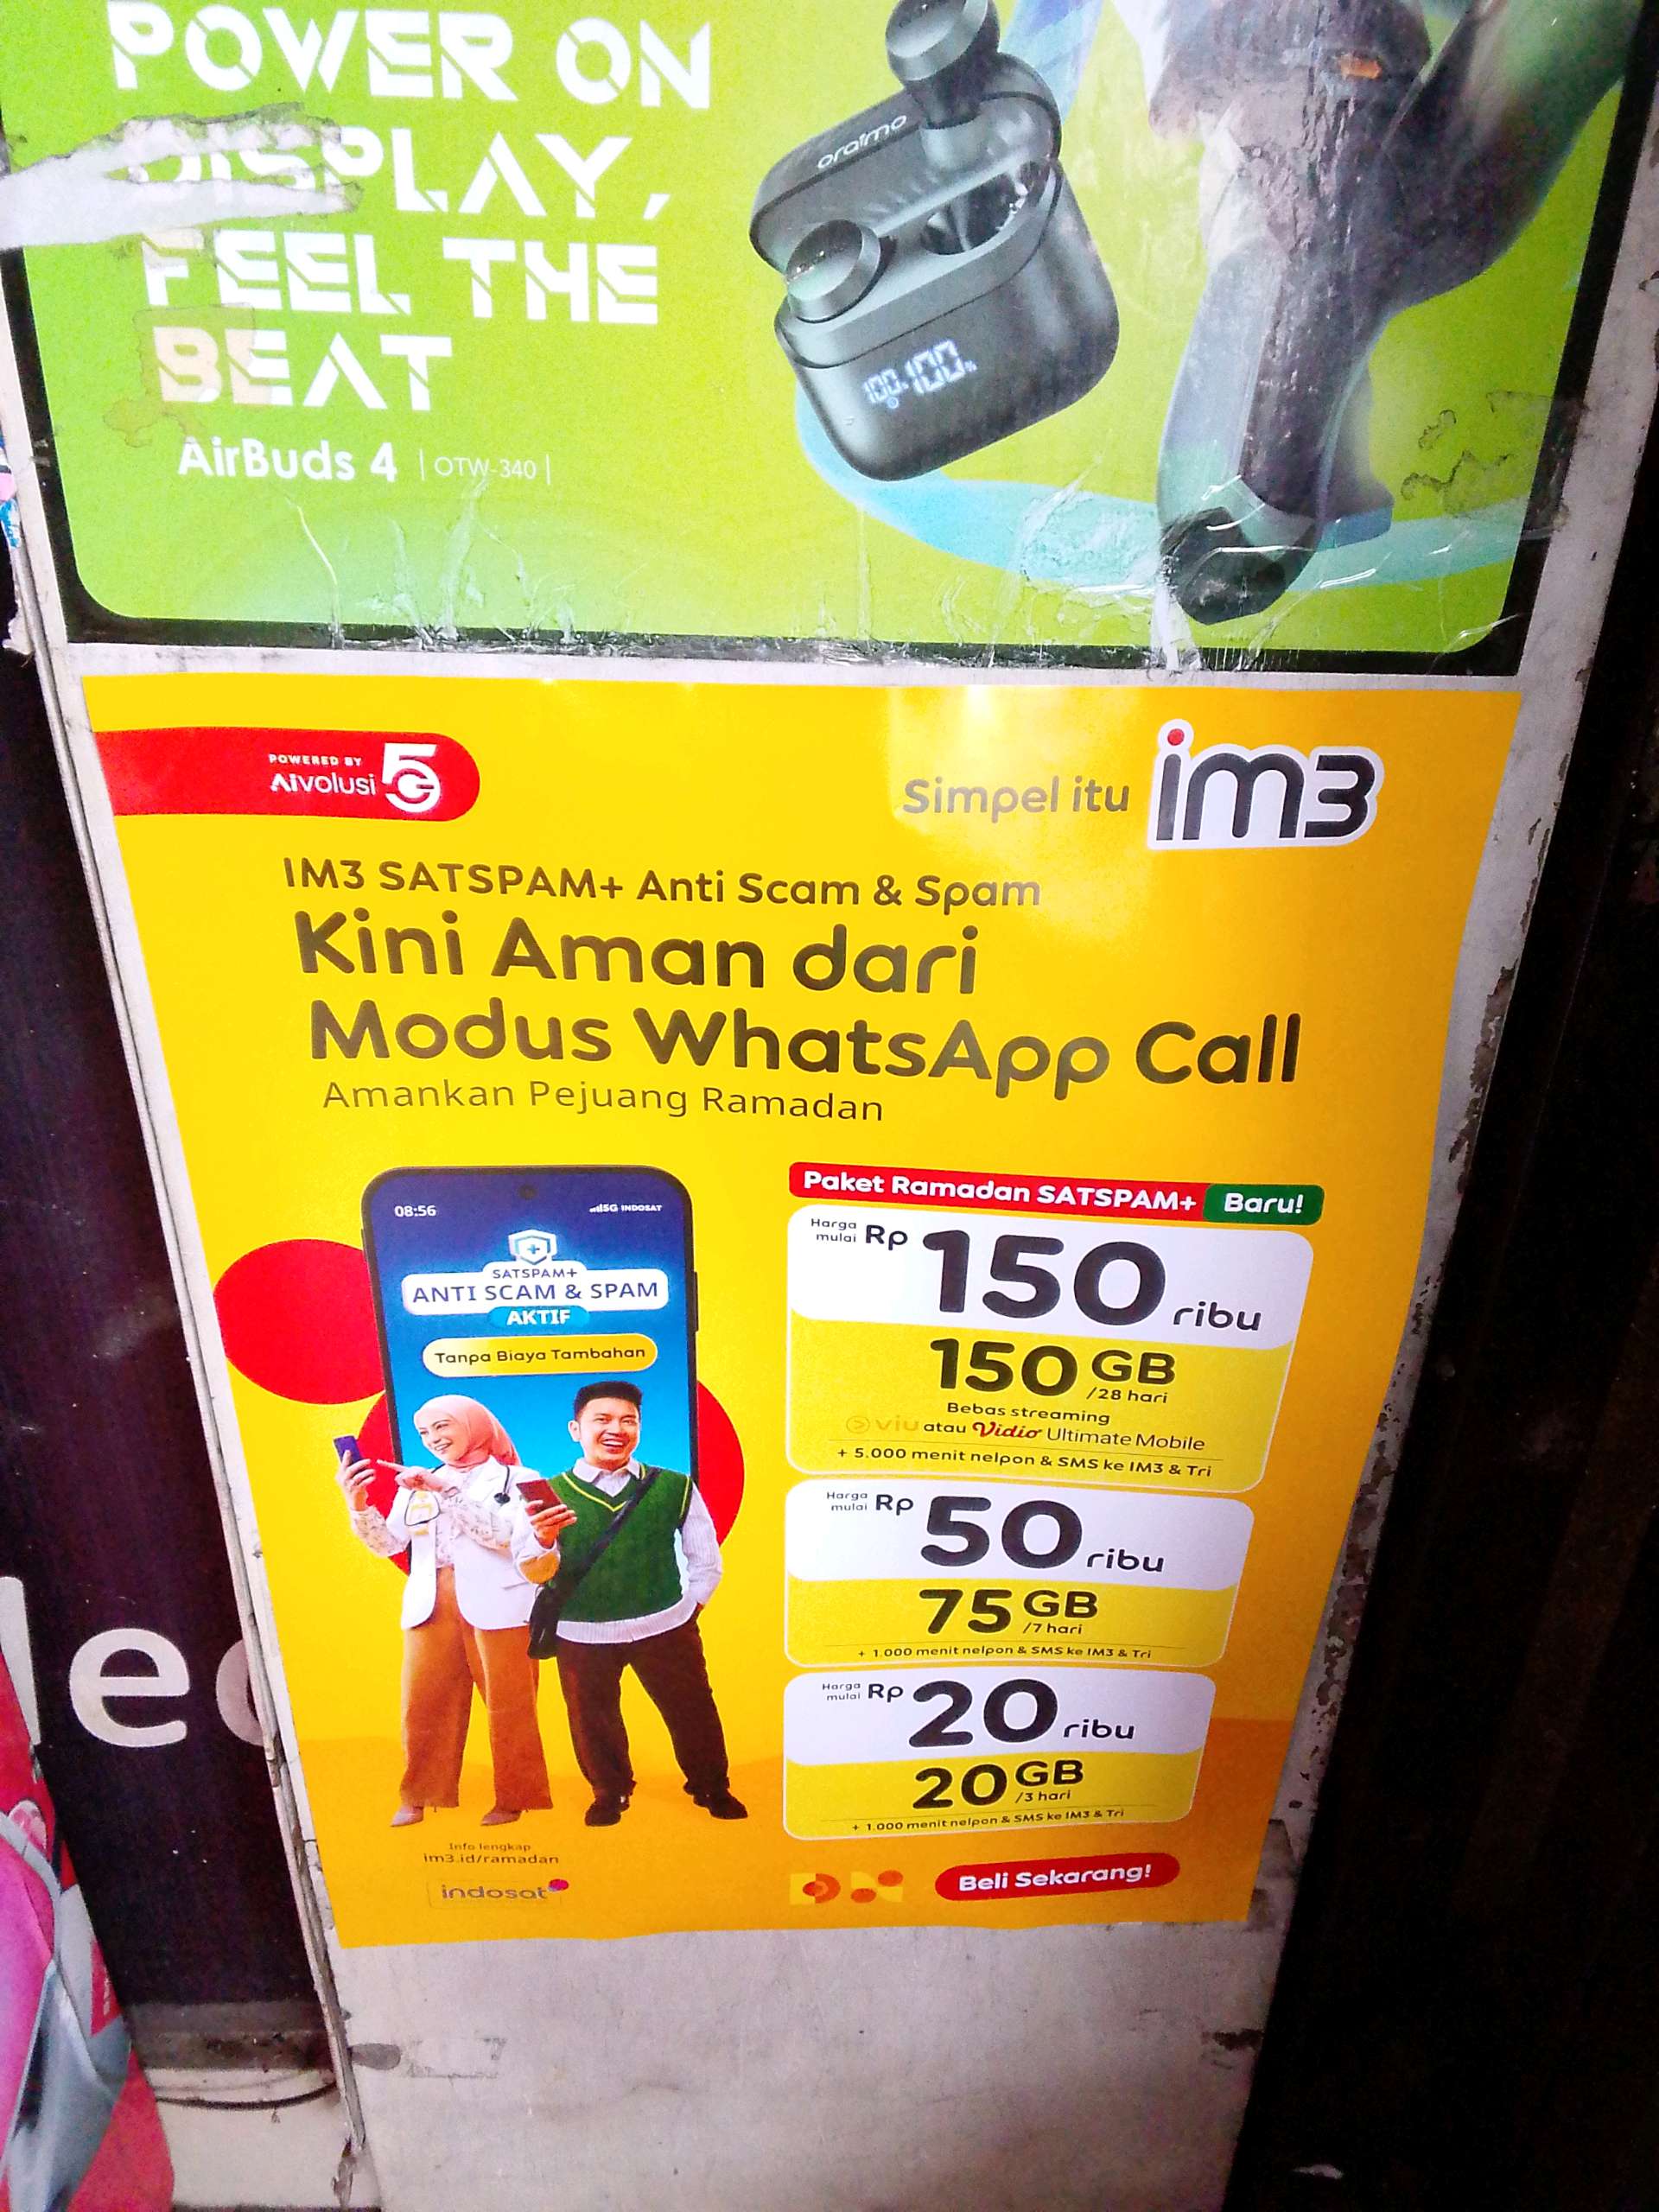 POWER ON
DISPLAY,
FEEL THE
BEAT
AirBuds 4 | OTW-340 |
oraimo
100 100%
POWERED BY
AIvolusi 5G
Simpel itu im3
IM3 SATSPAM+ Anti Scam & Spam
Kini Aman dari
Modus WhatsApp Call
Amankan Pejuang Ramadan
08:56
5G INDOSAT
SATSPAM+
ANTI SCAM & SPAM
AKTIF
Tanpa Biaya Tambahan
Paket Ramadan SATSPAM+ Baru!
Harga mulai Rp 150 ribu
150 GB /28 hari
Bebas streaming
viu atau Vidio Ultimate Mobile
+ 5.000 menit nelpon & SMS ke IM3 & Tri
Harga mulai Rp 50 ribu
75 GB /7 hari
+ 1.000 menit nelpon & SMS ke IM3 & Tri
Harga mulai Rp 20 ribu
20 GB /3 hari
+ 1.000 menit nelpon & SMS ke IM3 & Tri
Info lengkap
im3.id/ramadan
indosat
Beli Sekarang!